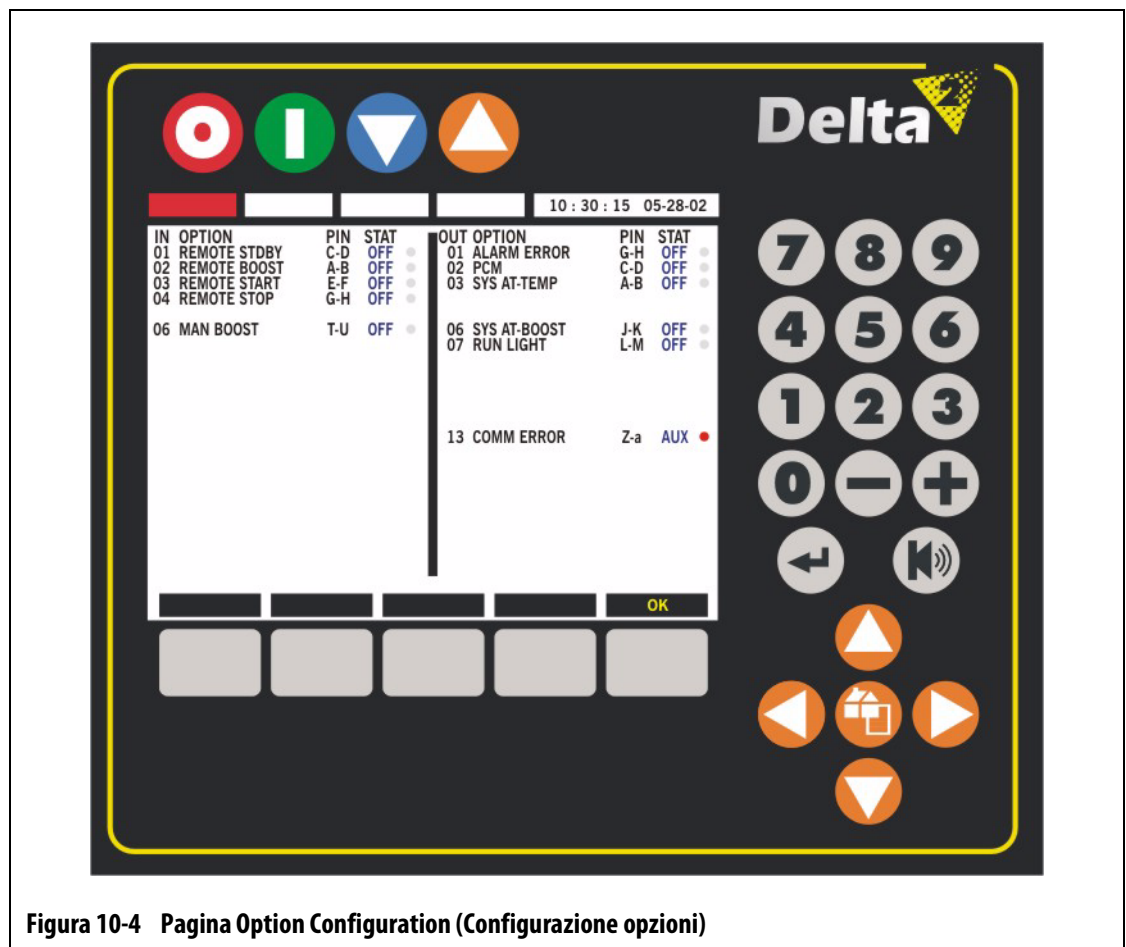 Delta 2
10 : 30 : 15 05-28-02
IN OPTION PIN STAT
01 REMOTE STDBY C-D OFF
02 REMOTE BOOST A-B OFF
03 REMOTE START E-F OFF
04 REMOTE STOP G-H OFF
06 MAN BOOST T-U OFF
OUT OPTION PIN STAT
01 ALARM ERROR G-H OFF
02 PCM C-D OFF
03 SYS AT-TEMP A-B OFF
06 SYS AT-BOOST J-K OFF
07 RUN LIGHT L-M OFF
13 COMM ERROR Z-a AUX
OK
7 8 9
4 5 6
1 2 3
0 − +
Figura 10-4 Pagina Option Configuration (Configurazione opzioni)